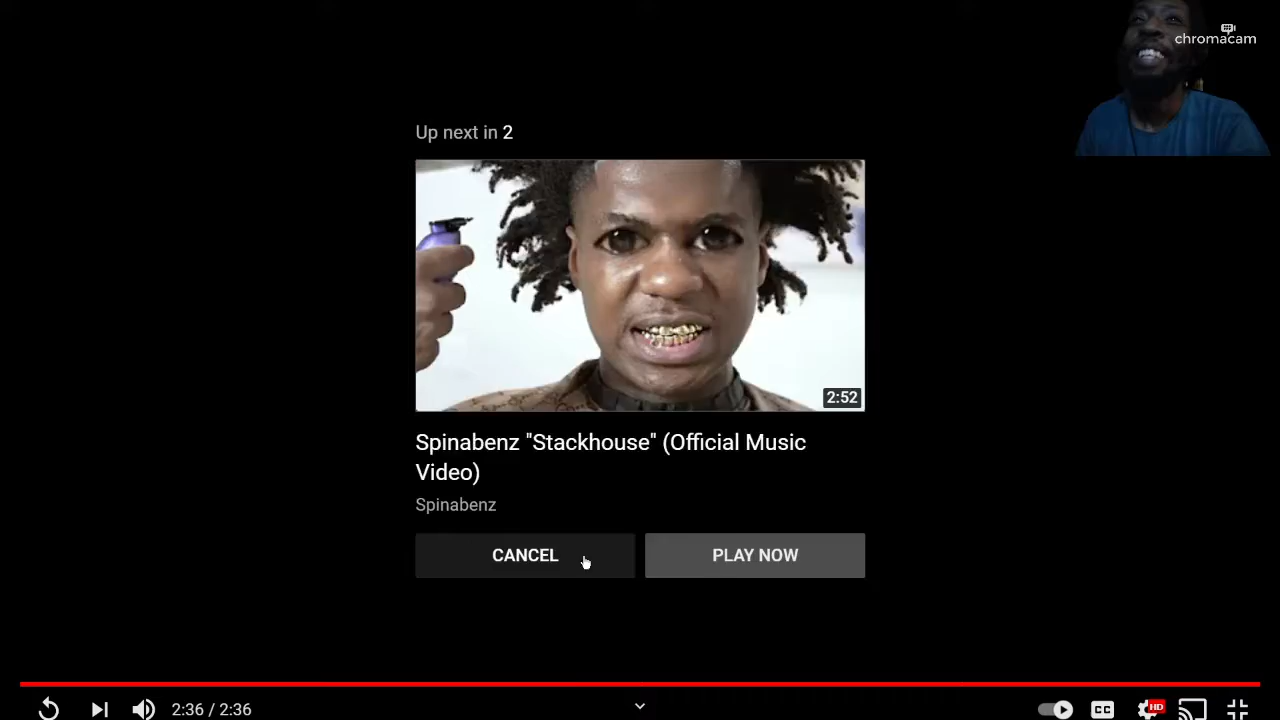 chromacam
Up next in 2
2:52
Spinabenz "Stackhouse" (Official Music
Video)
Spinabenz
CANCEL
PLAY NOW
2:36 / 2:36
CC
HD